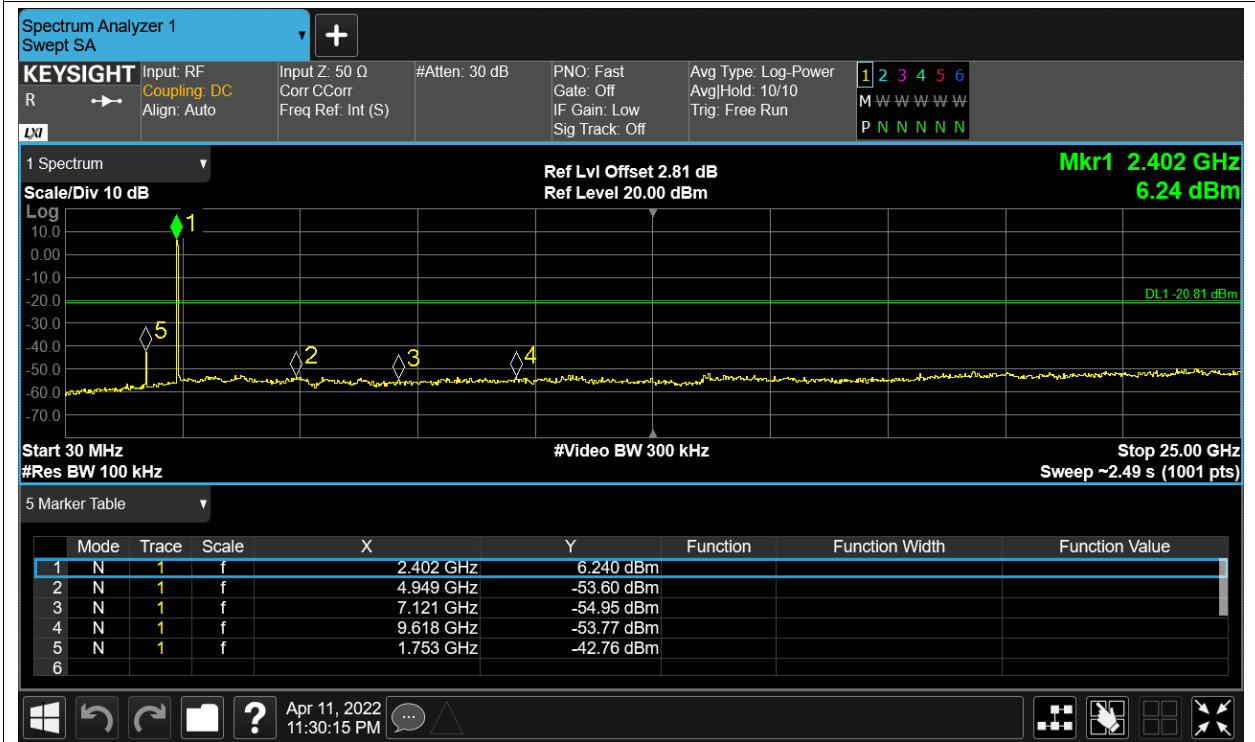 Spectrum Analyzer 1
Swept SA
+
KEYSIGHT
R
LXI
Input: RF
Coupling: DC
Align: Auto
Input Z: 50 Ω
Corr CCorr
Freq Ref: Int (S)
#Atten: 30 dB
PNO: Fast
Gate: Off
IF Gain: Low
Sig Track: Off
Avg Type: Log-Power
Avg|Hold: 10/10
Trig: Free Run
1 2 3 4 5 6
M W W W W W
P N N N N N
1 Spectrum
Scale/Div 10 dB
Ref Lvl Offset 2.81 dB
Ref Level 20.00 dBm
Mkr1 2.402 GHz
6.24 dBm
Log
10.0
0.00
-10.0
-20.0
-30.0
-40.0
-50.0
-60.0
-70.0
1
5
2
3
4
DL1 -20.81 dBm
Start 30 MHz
#Res BW 100 kHz
#Video BW 300 kHz
Stop 25.00 GHz
Sweep ~2.49 s (1001 pts)
5 Marker Table
Mode Trace Scale X Y Function Function Width Function Value
1 N 1 f 2.402 GHz 6.240 dBm
2 N 1 f 4.949 GHz -53.60 dBm
3 N 1 f 7.121 GHz -54.95 dBm
4 N 1 f 9.618 GHz -53.77 dBm
5 N 1 f 1.753 GHz -42.76 dBm
6
?
Apr 11, 2022
11:30:15 PM